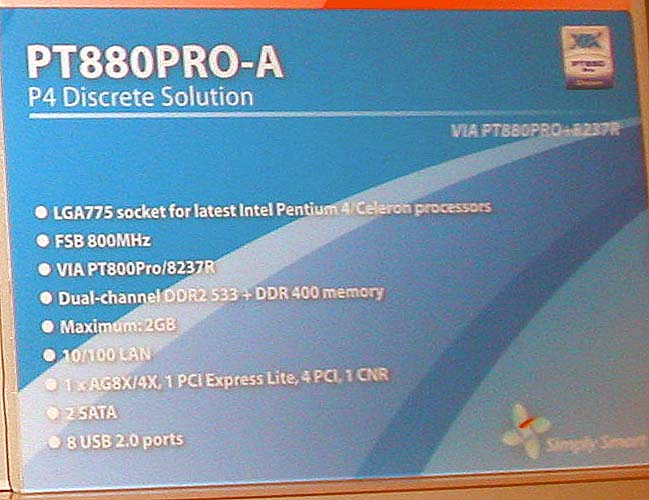 PT880PRO-A
P4 Discrete Solution
PT880
Pro
VIA PT880PRO+8237R
LGA775 socket for latest Intel Pentium 4/Celeron processors
FSB 800MHz
VIA PT800Pro/8237R
Dual-channel DDR2 533 + DDR 400 memory
Maximum: 2GB
10/100 LAN
1 x AG8X/4X, 1 PCI Express Lite, 4 PCI, 1 CNR
2 SATA
8 USB 2.0 ports
Simply Smart